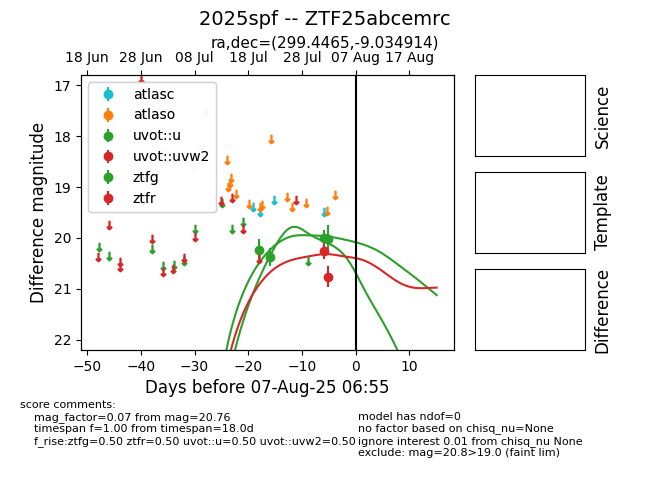 2025spf -- ZTF25abcemrc
ra,dec=(299.4465,-9.034914)
18 Jun 28 Jun 08 Jul 18 Jul 28 Jul 07 Aug 17 Aug
17
18
19
20
21
22
Difference magnitude
atlasc
atlaso
uvot::u
uvot::uvw2
ztfg
ztfr
−50 −40 −30 −20 −10 0 10
Days before 07-Aug-25 06:55
Science
Template
Difference
score comments:
mag_factor=0.07 from mag=20.76
timespan f=1.00 from timespan=18.0d
f_rise:ztfg=0.50 ztfr=0.50 uvot::u=0.50 uvot::uvw2=0.50
model has ndof=0
no factor based on chisq_nu=None
ignore interest 0.01 from chisq_nu None
exclude: mag=20.8>19.0 (faint lim)